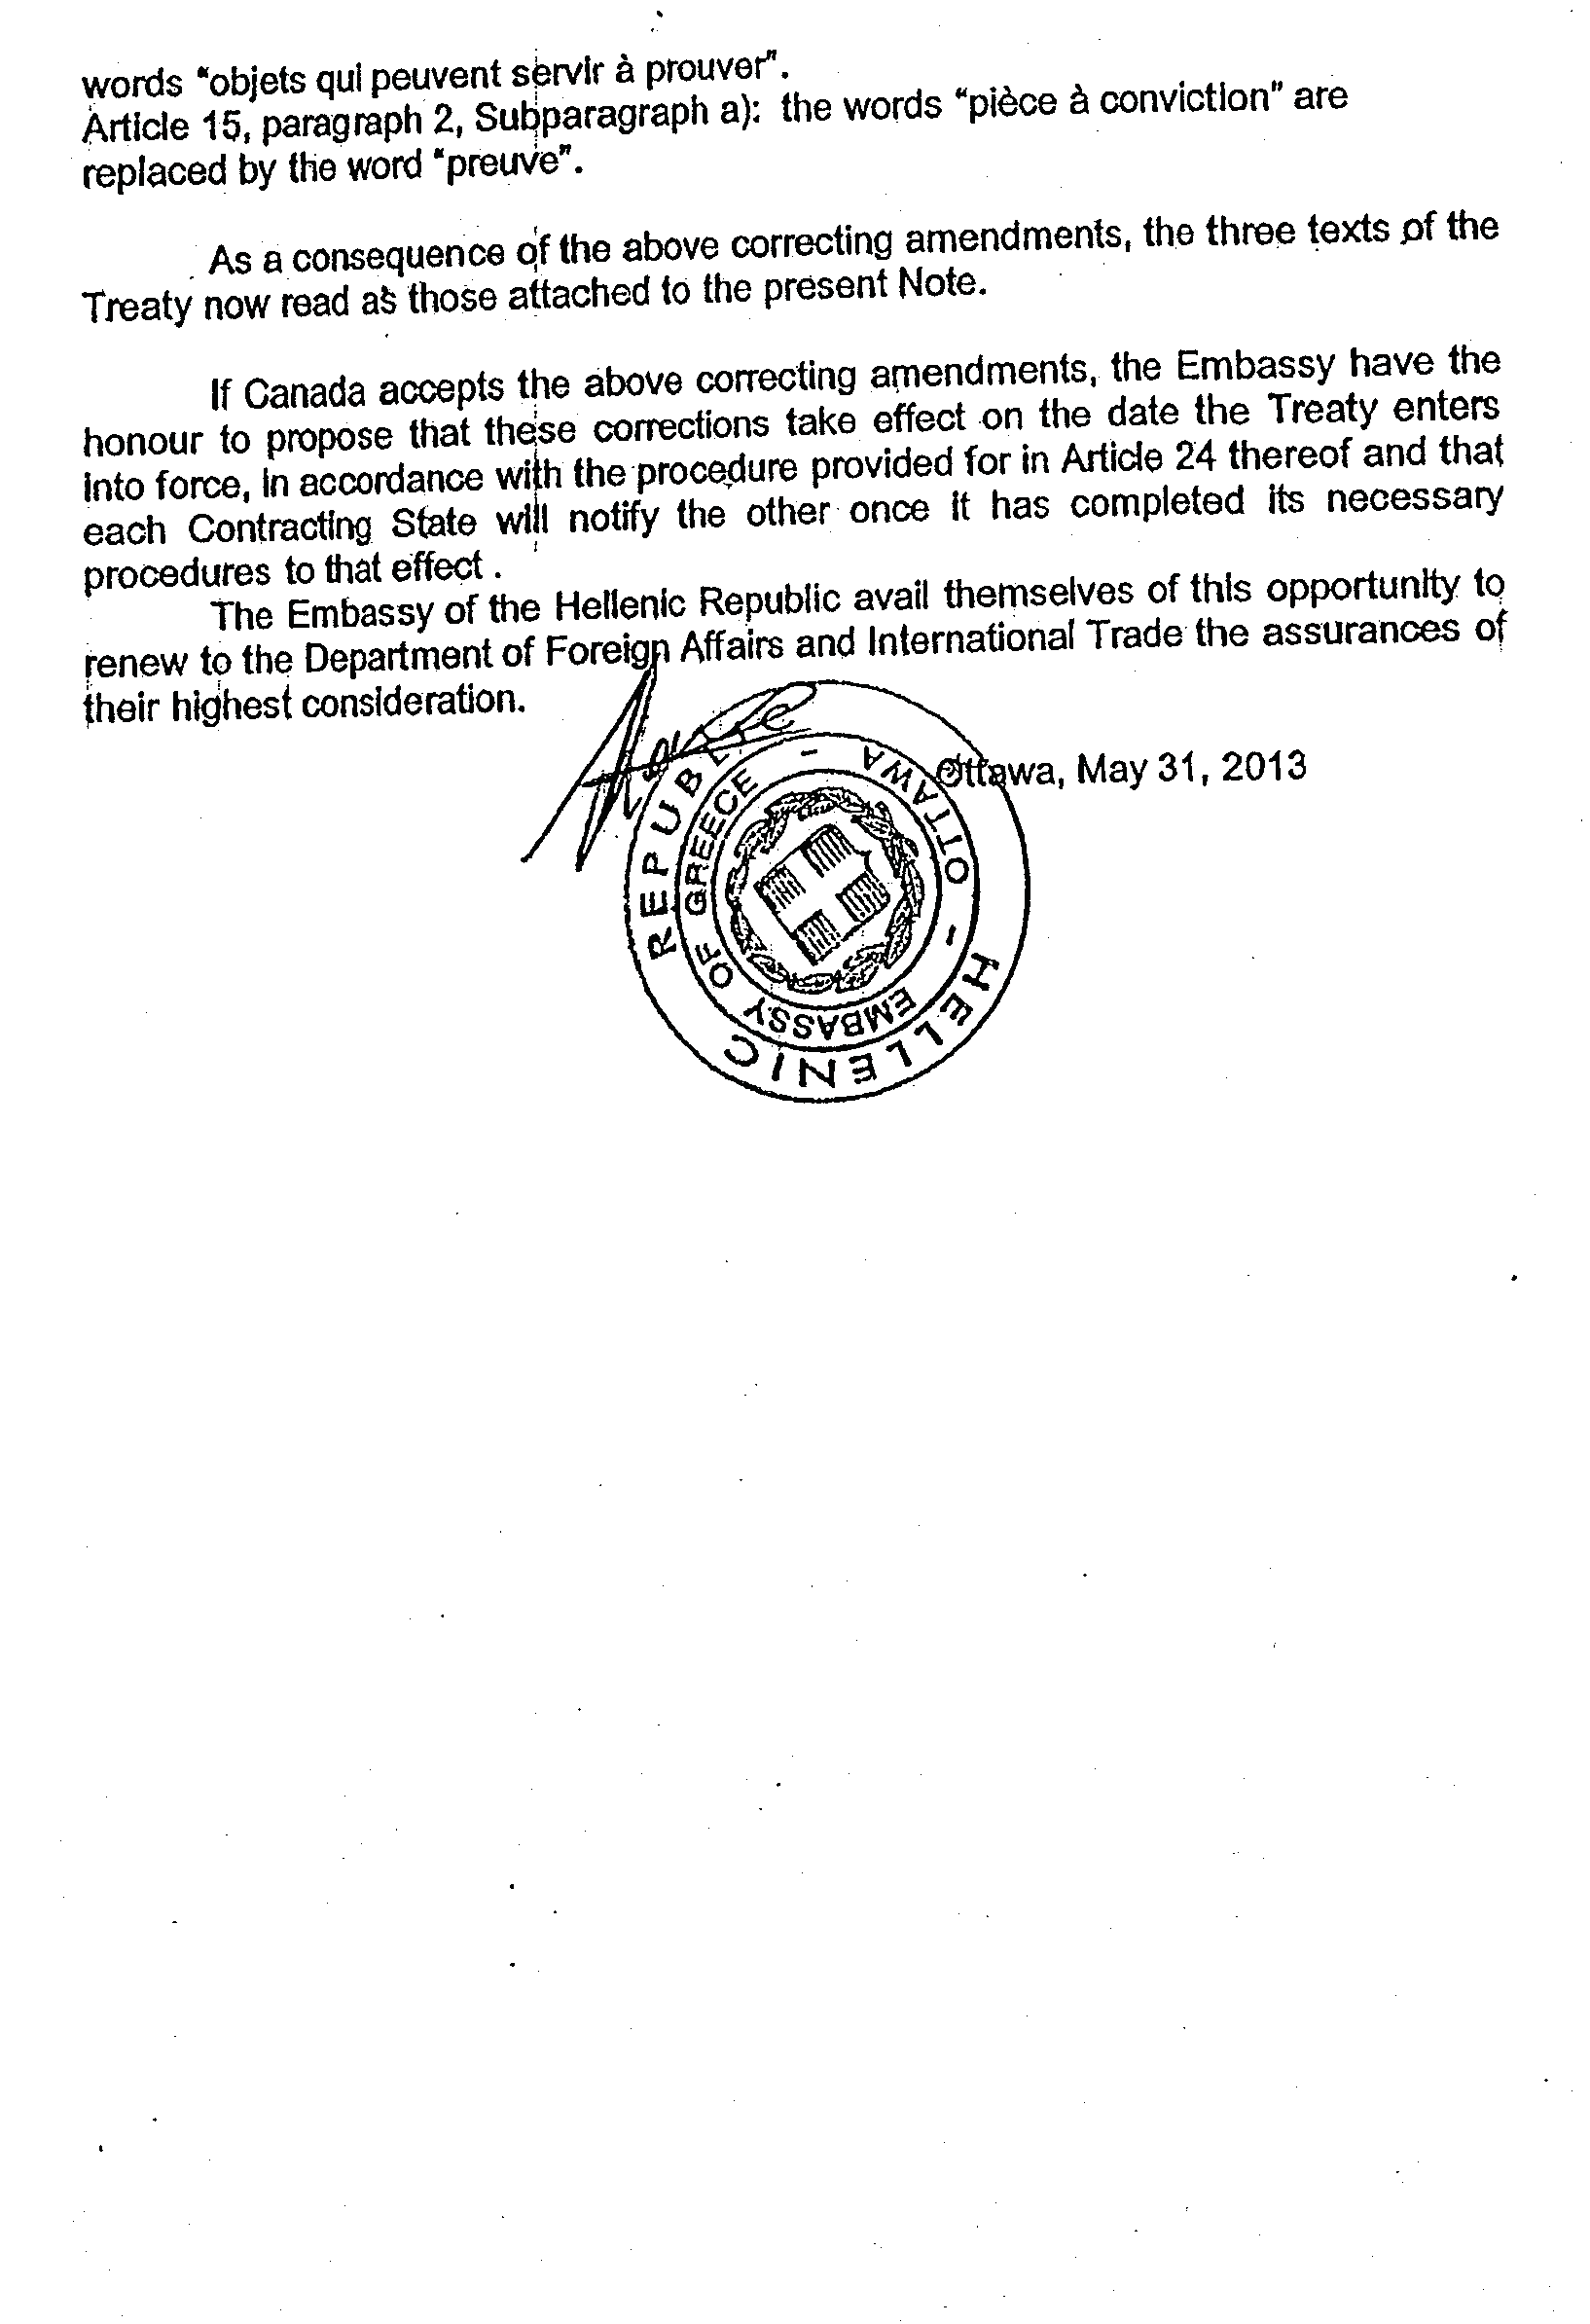 words “objets qui peuvent servir à prouver”.
Article 15, paragraph 2, Subparagraph a): the words “pièce à conviction” are
replaced by the word “preuve”.
As a consequence of the above correcting amendments, the three texts of the
Treaty now read as those attached to the present Note.
If Canada accepts the above correcting amendments, the Embassy have the
honour to propose that these corrections take effect on the date the Treaty enters
into force, in accordance with the procedure provided for in Article 24 thereof and that
each Contracting State will notify the other once it has completed its necessary
procedures to that effect .
The Embassy of the Hellenic Republic avail themselves of this opportunity to
renew to the Department of Foreign Affairs and International Trade the assurances of
their highest consideration.
Ottawa, May 31, 2013
HELLENIC REPUBLIC
EMBASSY OF GREECE - OTTAWA -